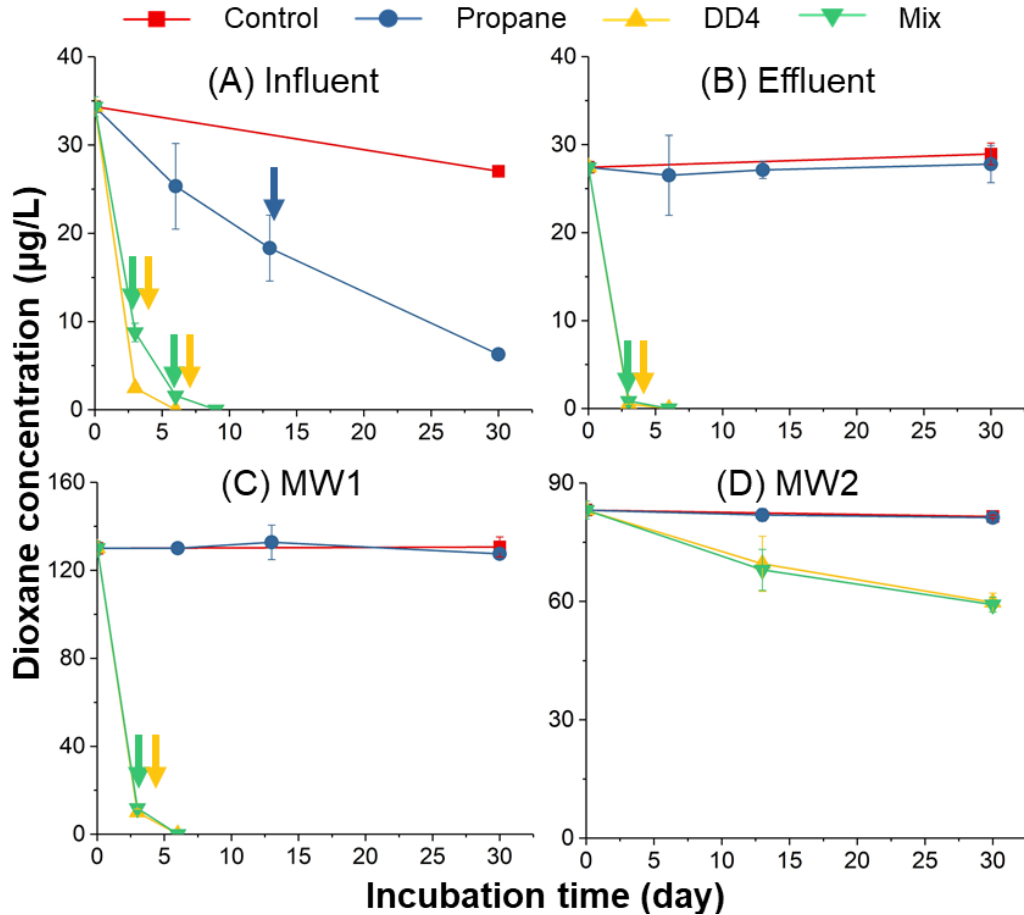 Control Propane DD4 Mix
Dioxane concentration (µg/L)
(A) Influent
40
30
20
10
0
0 5 10 15 20 25 30
(B) Effluent
40
30
20
10
0
0 5 10 15 20 25 30
(C) MW1
160
120
80
40
0
0 5 10 15 20 25 30
(D) MW2
90
60
30
0
0 5 10 15 20 25 30
Incubation time (day)